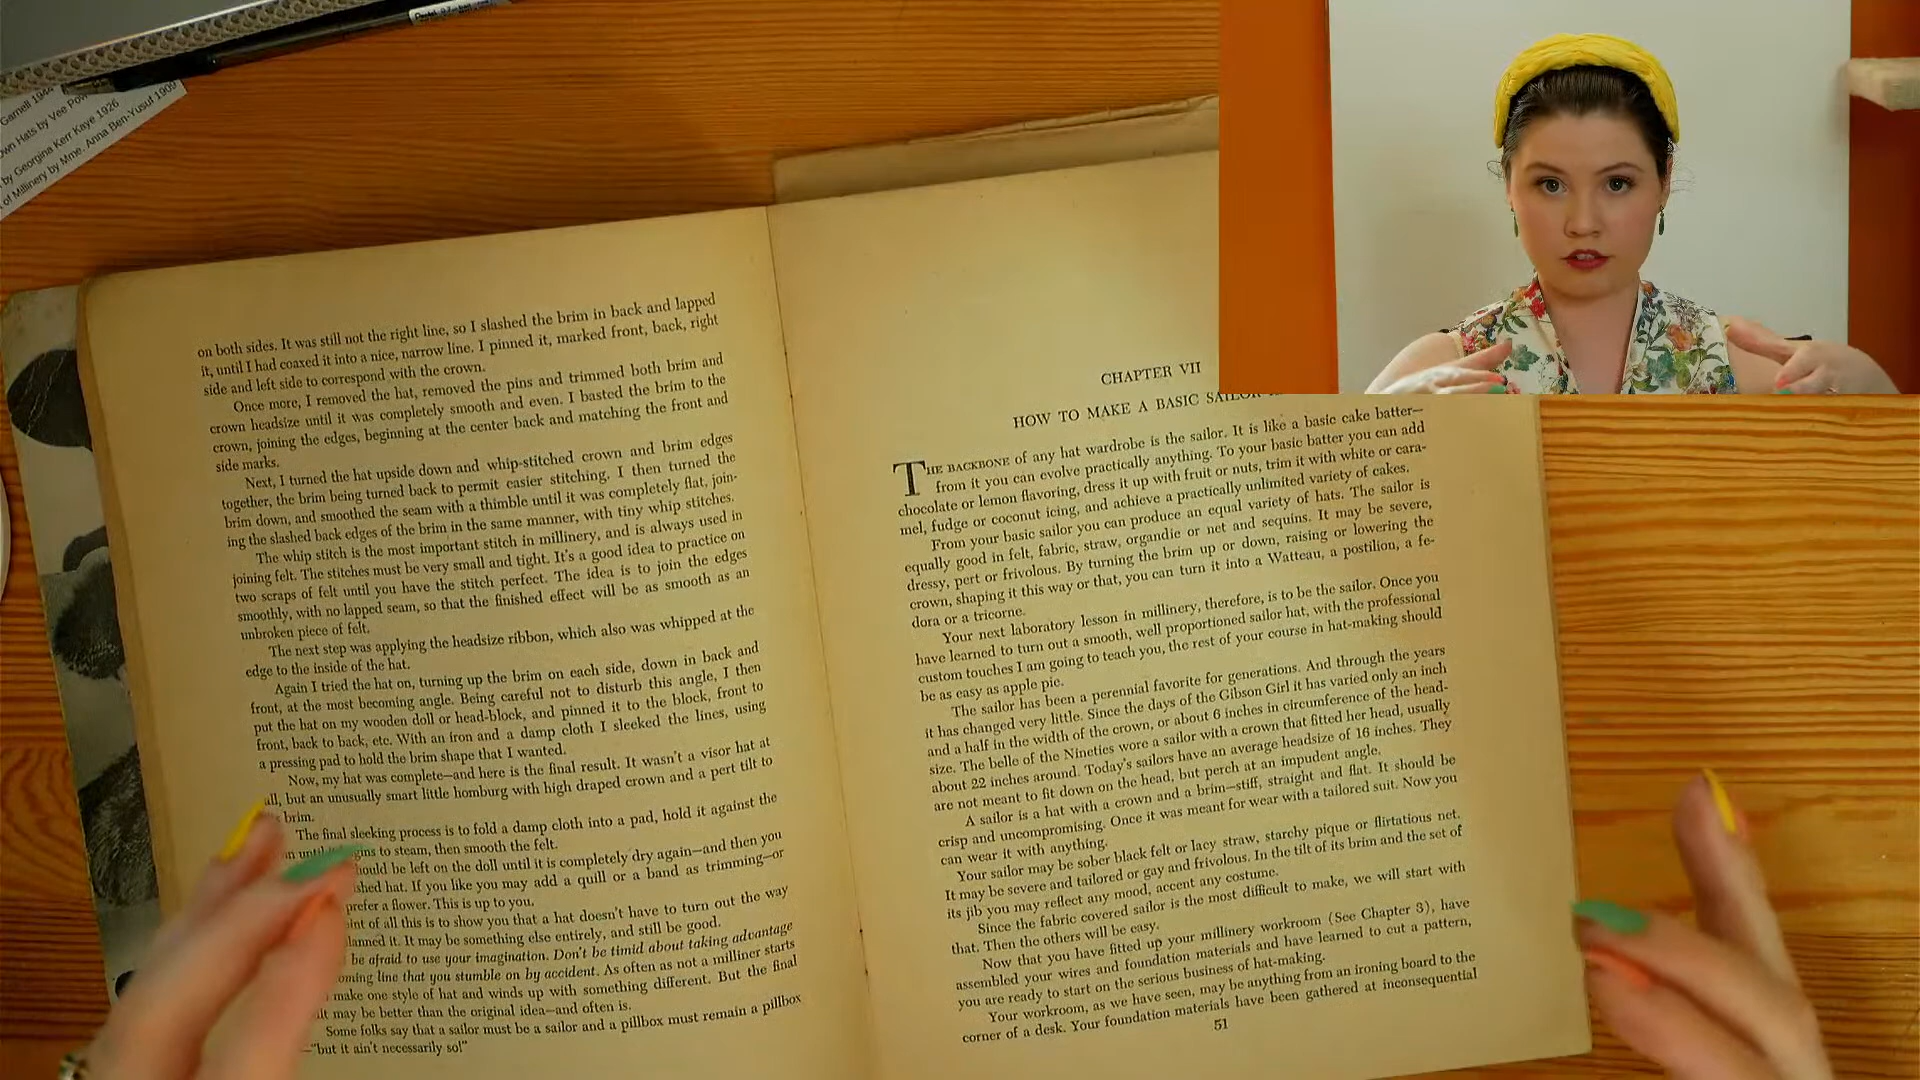 Pentel 0.7
Garnell 1944
wn Hats by Vee Pow
by Georgina Kerr Kaye 1926
of Millinery by Mme. Anna Ben-Yusuf 1909
on both sides. It was still not the right line, so I slashed the brim in back and lapped
it, until I had coaxed it into a nice, narrow line. I pinned it, marked front, back, right
side and left side to correspond with the crown.
Once more, I removed the hat, removed the pins and trimmed both brim and
crown headsize until it was completely smooth and even. I basted the brim to the
crown, joining the edges, beginning at the center back and matching the front and
side marks.
Next, I turned the hat upside down and whip-stitched crown and brim edges
together, the brim being turned back to permit easier stitching. I then turned the
brim down, and smoothed the seam with a thimble until it was completely flat, join-
ing the slashed back edges of the brim in the same manner, with tiny whip stitches.
The whip stitch is the most important stitch in millinery, and is always used in
joining felt. The stitches must be very small and tight. It's a good idea to practice on
two scraps of felt until you have the stitch perfect. The idea is to join the edges
smoothly, with no lapped seam, so that the finished effect will be as smooth as an
unbroken piece of felt.
The next step was applying the headsize ribbon, which also was whipped at the
edge to the inside of the hat.
Again I tried the hat on, turning up the brim on each side, down in back and
front, at the most becoming angle. Being careful not to disturb this angle, I then
put the hat on my wooden doll or head-block, and pinned it to the block, front to
front, back to back, etc. With an iron and a damp cloth I sleeked the lines, using
a pressing pad to hold the brim shape that I wanted.
Now, my hat was complete—and here is the final result. It wasn't a visor hat at
all, but an unusually smart little homburg with high draped crown and a pert tilt to
brim.
The final sleeking process is to fold a damp cloth into a pad, hold it against the
until it gins to steam, then smooth the felt.
hould be left on the doll until it is completely dry again—and then you
shed hat. If you like you may add a quill or a band as trimming—or
prefer a flower. This is up to you.
int of all this is to show you that a hat doesn't have to turn out the way
lanned it. It may be something else entirely, and still be good.
be afraid to use your imagination. Don't be timid about taking advantage
oming line that you stumble on by accident. As often as not a milliner starts
make one style of hat and winds up with something different. But the final
lt may be better than the original idea—and often is.
Some folks say that a sailor must be a sailor and a pillbox must remain a pillbox
—"but it ain't necessarily so!"
CHAPTER VII
HOW TO MAKE A BASIC SAILOR
THE BACKBONE of any hat wardrobe is the sailor. It is like a basic cake batter—
from it you can evolve practically anything. To your basic batter you can add
chocolate or lemon flavoring, dress it up with fruit or nuts, trim it with white or cara-
mel, fudge or coconut icing, and achieve a practically unlimited variety of cakes.
From your basic sailor you can produce an equal variety of hats. The sailor is
equally good in felt, fabric, straw, organdie or net and sequins. It may be severe,
dressy, pert or frivolous. By turning the brim up or down, raising or lowering the
crown, shaping it this way or that, you can turn it into a Watteau, a postilion, a fe-
dora or a tricorne.
Your next laboratory lesson in millinery, therefore, is to be the sailor. Once you
have learned to turn out a smooth, well proportioned sailor hat, with the professional
custom touches I am going to teach you, the rest of your course in hat-making should
be as easy as apple pie.
The sailor has been a perennial favorite for generations. And through the years
it has changed very little. Since the days of the Gibson Girl it has varied only an inch
and a half in the width of the crown, or about 6 inches in circumference of the head-
size. The belle of the Nineties wore a sailor with a crown that fitted her head, usually
about 22 inches around. Today's sailors have an average headsize of 16 inches. They
are not meant to fit down on the head, but perch at an impudent angle.
A sailor is a hat with a crown and a brim—stiff, straight and flat. It should be
crisp and uncompromising. Once it was meant for wear with a tailored suit. Now you
can wear it with anything.
Your sailor may be sober black felt or lacy straw, starchy pique or flirtatious net.
It may be severe and tailored or gay and frivolous. In the tilt of its brim and the set of
its jib you may reflect any mood, accent any costume.
Since the fabric covered sailor is the most difficult to make, we will start with
that. Then the others will be easy.
Now that you have fitted up your millinery workroom (See Chapter 3), have
assembled your wires and foundation materials and have learned to cut a pattern,
you are ready to start on the serious business of hat-making.
Your workroom, as we have seen, may be anything from an ironing board to the
corner of a desk. Your foundation materials have been gathered at inconsequential
51